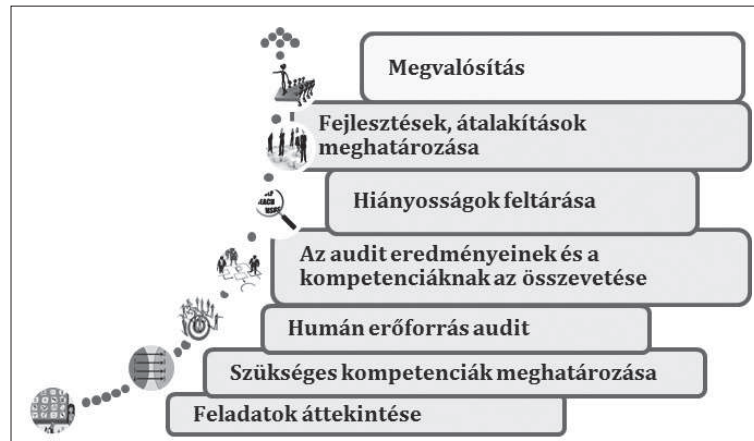 Megvalósítás
Fejlesztések, átalakítások
meghatározása
Hiányosságok feltárása
Az audit eredményeinek és a
kompetenciáknak az összevetése
Humán erőforrás audit
Szükséges kompetenciák meghatározása
Feladatok áttekintése